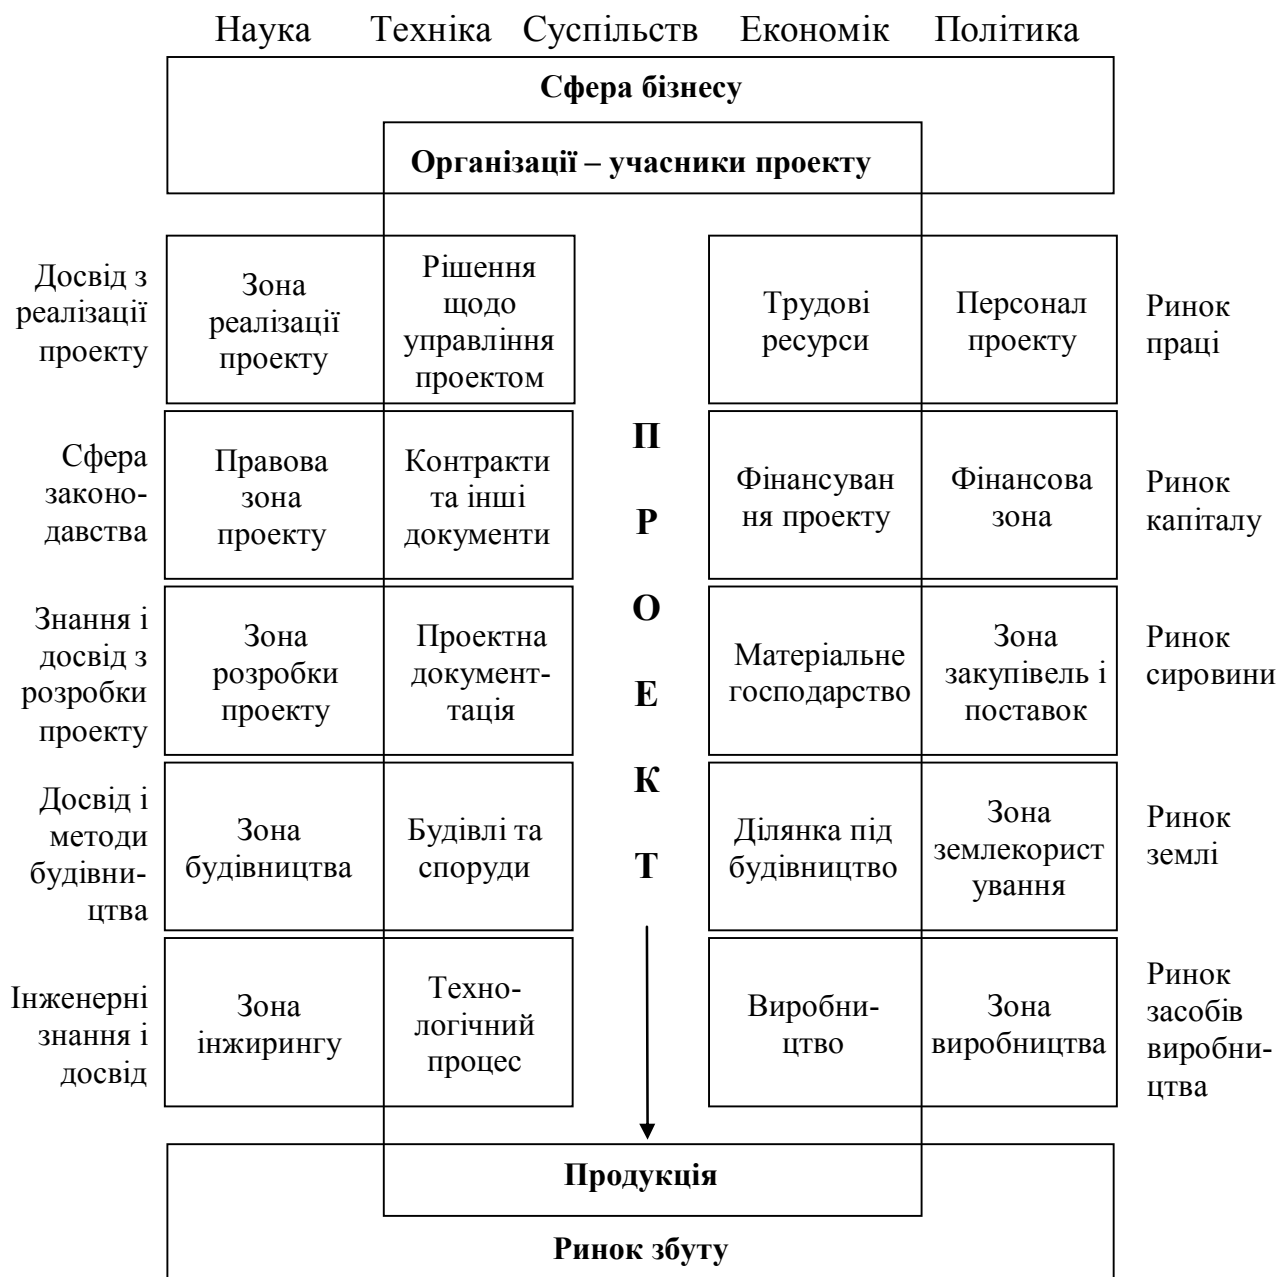 Наука Техніка Суспільств Економік Політика
Сфера бізнесу
Організації – учасники проекту
Досвід з
реалізації
проекту
Зона
реалізації
проекту
Рішення
щодо
управління
проектом
Трудові
ресурси
Персонал
проекту
Ринок
праці
Сфера
законо-
давства
Правова
зона
проекту
Контракти
та інші
документи
Фінансуван
ня проекту
Фінансова
зона
Ринок
капіталу
Знання і
досвід з
розробки
проекту
Зона
розробки
проекту
Проектна
документ-
тація
Матеріальне
господарство
Зона
закупівель і
поставок
Ринок
сировини
Досвід і
методи
будівни-
цтва
Зона
будівництва
Будівлі та
споруди
Ділянка під
будівництво
Зона
землекорист
ування
Ринок
землі
Інженерні
знання і
досвід
Зона
інжирингу
Техно-
логічний
процес
Виробни-
цтво
Зона
виробництва
Ринок
засобів
виробни-
цтва
П
Р
О
Е
К
Т
Продукція
Ринок збуту